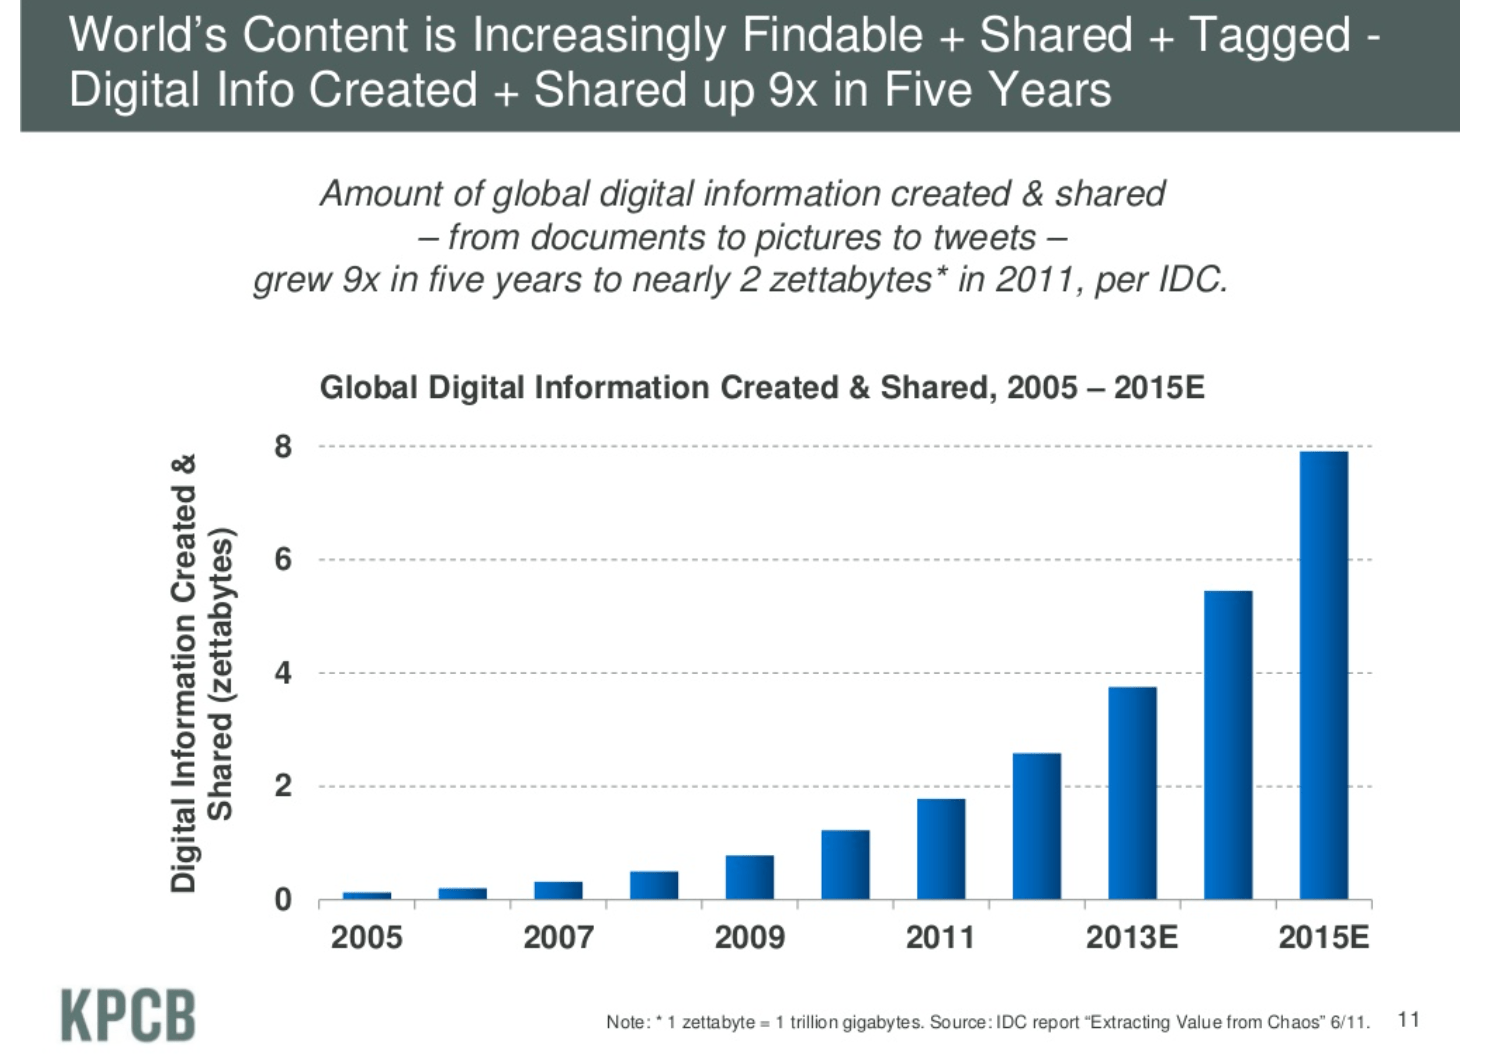 World’s Content is Increasingly Findable + Shared + Tagged -
Digital Info Created + Shared up 9x in Five Years
Amount of global digital information created & shared
– from documents to pictures to tweets –
grew 9x in five years to nearly 2 zettabytes* in 2011, per IDC.
Global Digital Information Created & Shared, 2005 – 2015E
Digital Information Created &
Shared (zettabytes)
8
6
4
2
0
2005 2007 2009 2011 2013E 2015E
KPCB
Note: * 1 zettabyte = 1 trillion gigabytes. Source: IDC report “Extracting Value from Chaos” 6/11. 11